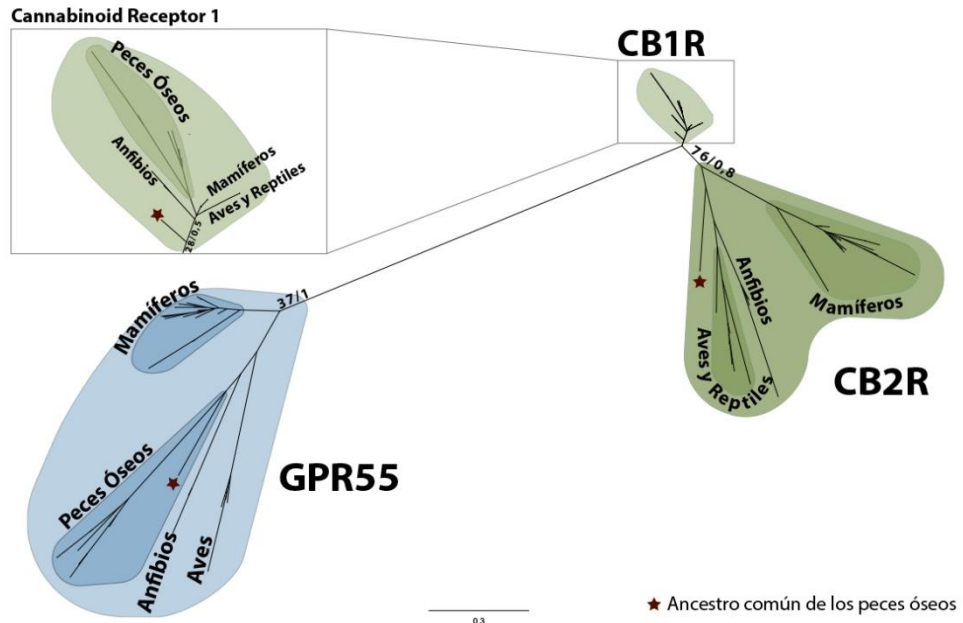 Cannabinoid Receptor 1
Peces Óseos
Anfibios
Mamíferos
Aves y Reptiles
28/0,5
CB1R
76/0,8
Anfibios
Mamíferos
Aves y Reptiles
CB2R
37/1
Mamíferos
Peces Óseos
GPR55
Anfibios
Aves
0.3
Ancestro común de los peces óseos